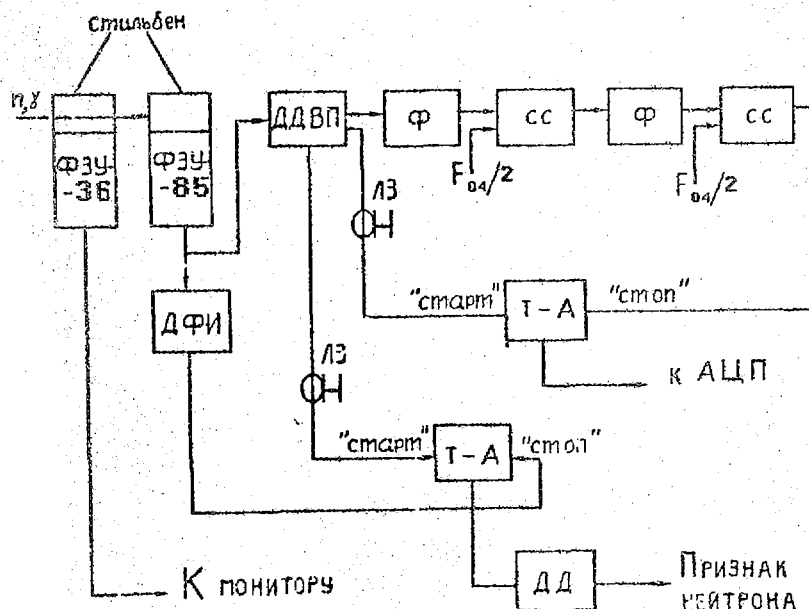 стильбен
n,γ
ФЭУ-
-36
ФЭУ-
-85
ДДВП
Ф
СС
Ф
СС
F04/2
F04/2
ЛЗ
"старт"
Т-А
"стоп"
ДФИ
к АЦП
ЛЗ
"старт"
Т-А
"стоп"
К монитору
ДД
Признак
нейтрона